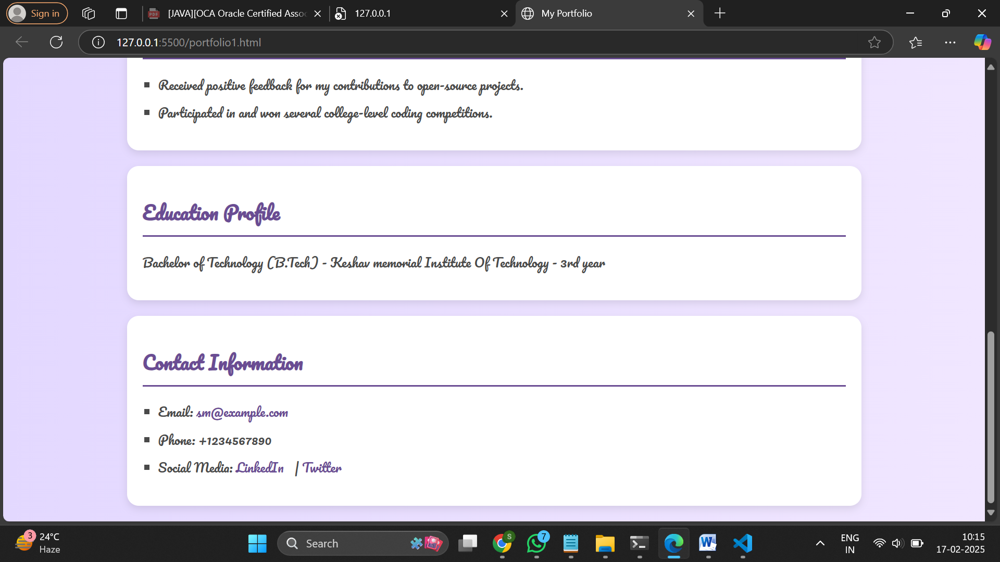 Sign in
[JAVA][OCA Oracle Certified Asso
127.0.0.1
My Portfolio
127.0.0.1:5500/portfolio1.html
Received positive feedback for my contributions to open-source projects.
Participated in and won several college-level coding competitions.
Education Profile
Bachelor of Technology (B.Tech) - Keshav memorial Institute Of Technology - 3rd year
Contact Information
Email: sm@example.com
Phone: +1234567890
Social Media: LinkedIn | Twitter
3
24°C
Haze
Search
S
7
ENG
IN
10:15
17-02-2025